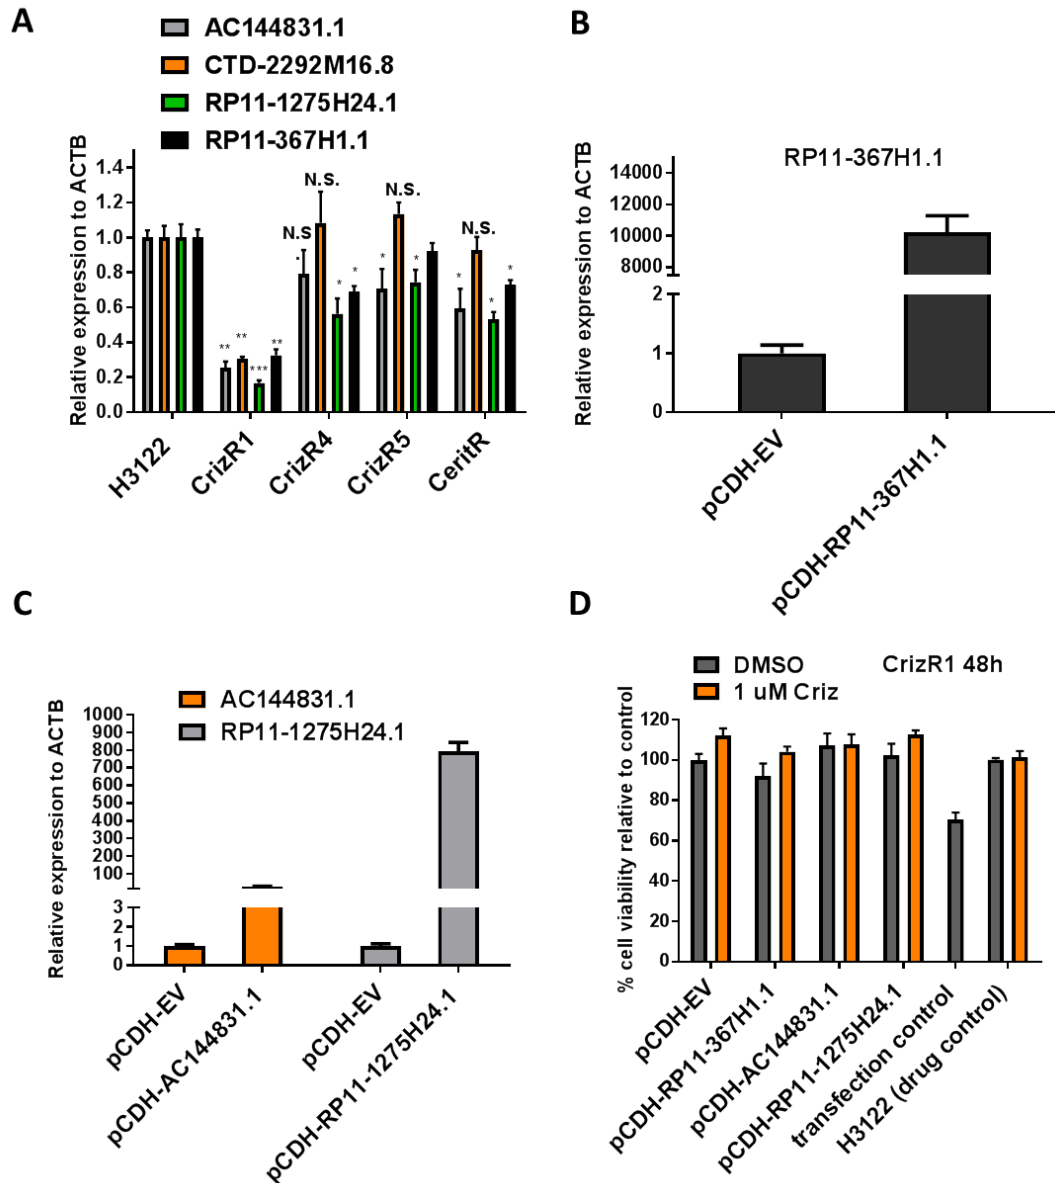 A
AC144831.1
CTD-2292M16.8
RP11-1275H24.1
RP11-367H1.1
Relative expression to ACTB
1.4
1.2
1.0
0.8
0.6
0.4
0.2
0.0
** ** *** **
N.S
.
N.S.
* *
*
N.S.
*
*
N.S.
*
*
H3122
CrizR1
CrizR4
CrizR5
CeritR
B
RP11-367H1.1
Relative expression to ACTB
14000
12000
10000
8000
2
1
0
pCDH-EV
pCDH-RP11-367H1.1
C
AC144831.1
RP11-1275H24.1
Relative expression to ACTB
1000
900
800
700
600
500
400
300
200
100
3
2
1
0
pCDH-EV
pCDH-AC144831.1
pCDH-EV
pCDH-RP11-1275H24.1
D
DMSO
1 uM Criz
CrizR1 48h
% cell viability relative to control
120
100
80
60
40
20
0
pCDH-EV
pCDH-RP11-367H1.1
pCDH-AC144831.1
pCDH-RP11-1275H24.1
transfection control
H3122 (drug control)